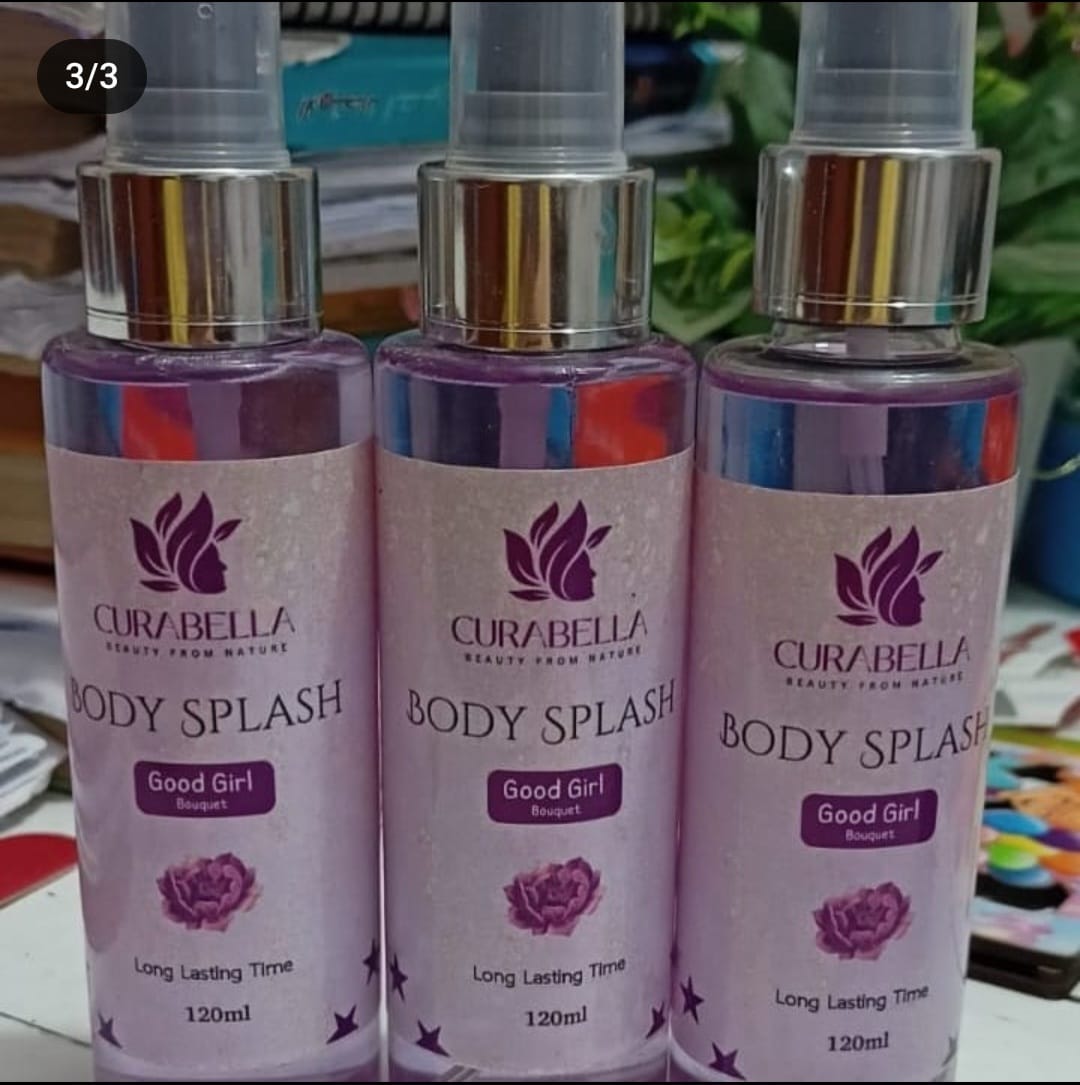 3/3
CURABELLA
BEAUTY FROM NATURE
BODY SPLASH
Good Girl
Bouquet
Long Lasting Time
120ml
CURABELLA
BEAUTY FROM NATURE
BODY SPLASH
Good Girl
Bouquet
Long Lasting Time
120ml
CURABELLA
BEAUTY FROM NATURE
BODY SPLASH
Good Girl
Bouquet
Long Lasting Time
120ml